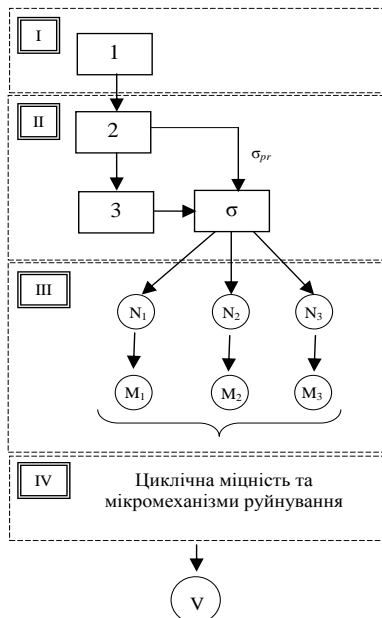 I
1
II
2
σpr
3
σ
III
N1
N2
N3
M1
M2
M3
IV
Циклічна міцність та
мікромеханізми руйнування
V